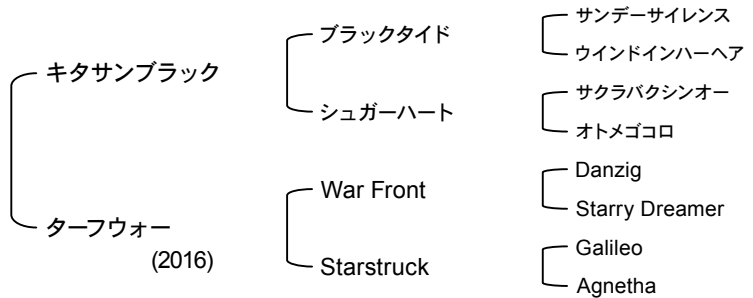 キタサンブラック
ターフウォー
(2016)
ブラックタイド
シュガーハート
War Front
Starstruck
サンデーサイレンス
ウインドインハーヘア
サクラバクシンオー
オトメゴコロ
Danzig
Starry Dreamer
Galileo
Agnetha